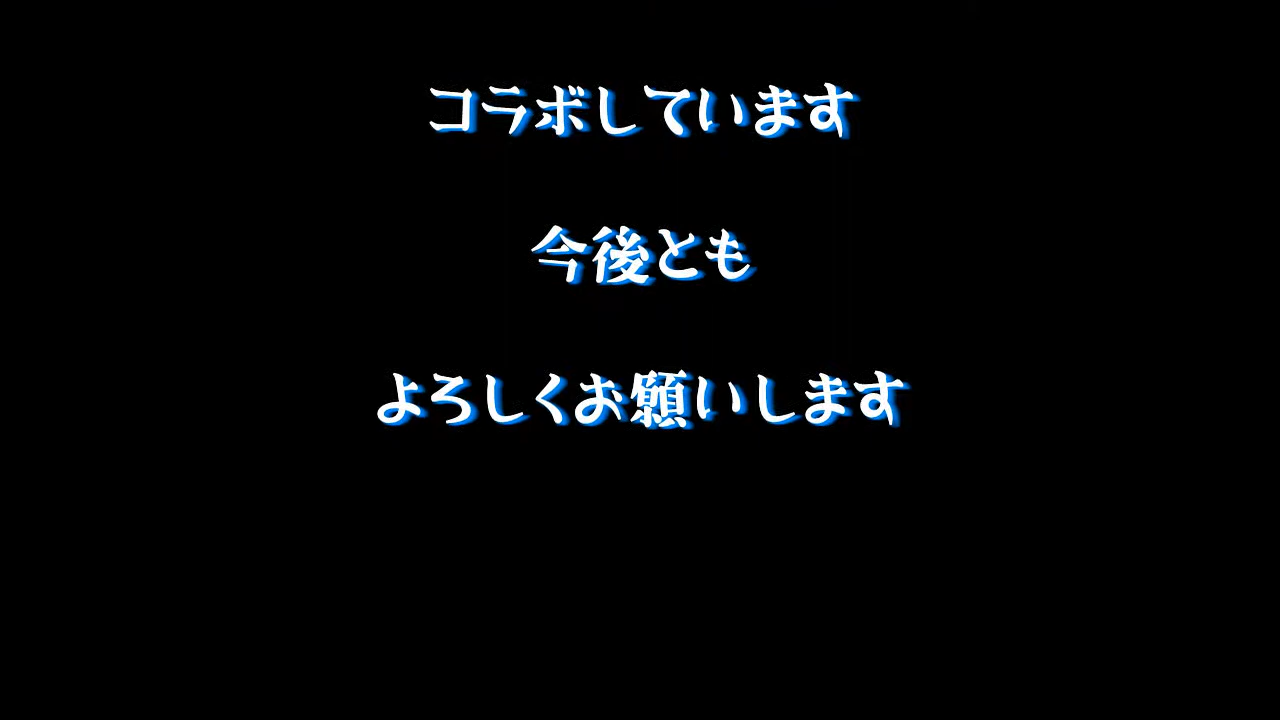 コラボしています
今後とも
よろしくお願いします